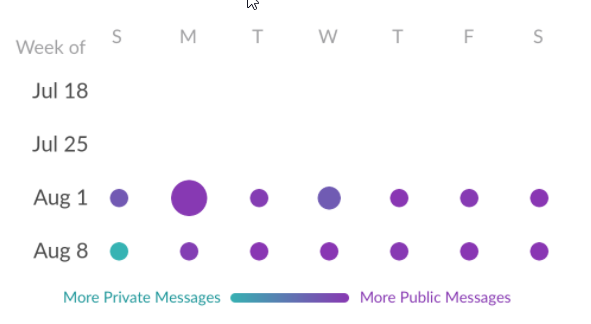 Week of S M T W T F S
Jul 18
Jul 25
Aug 1
Aug 8
More Private Messages More Public Messages